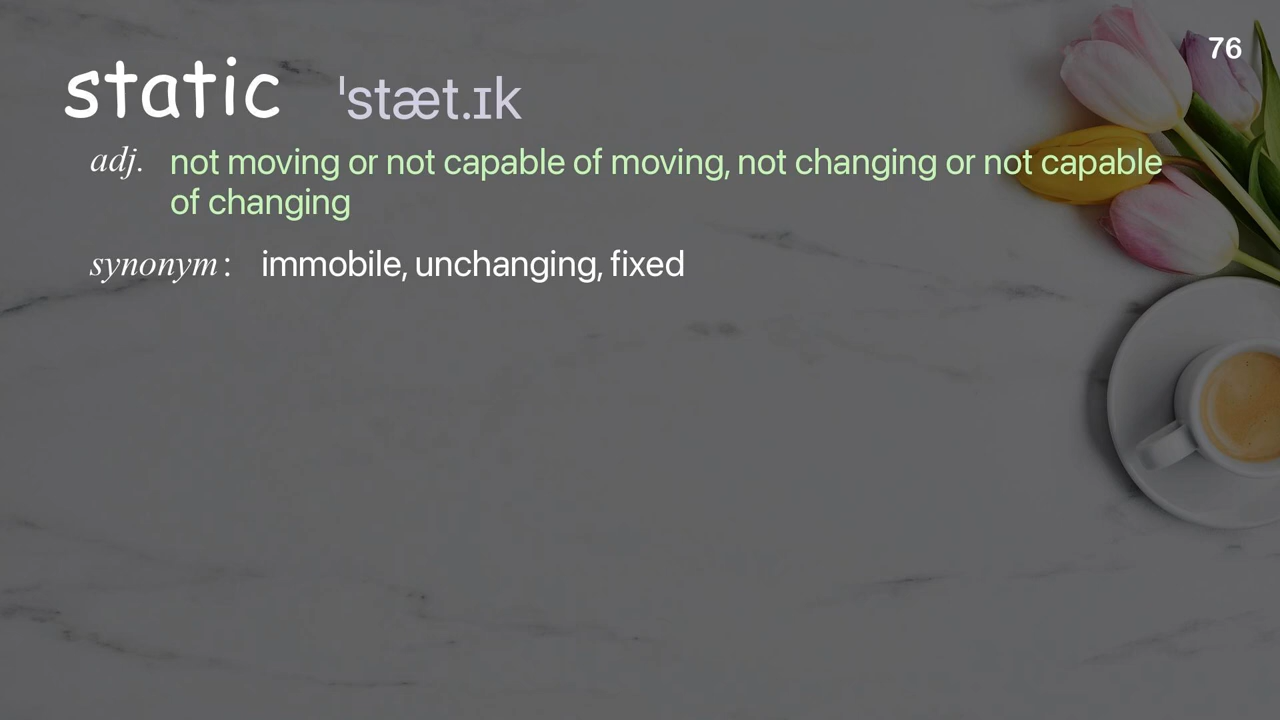 76
static ˈstæt.ɪk
adj. not moving or not capable of moving, not changing or not capable
of changing
synonym : immobile, unchanging, fixed